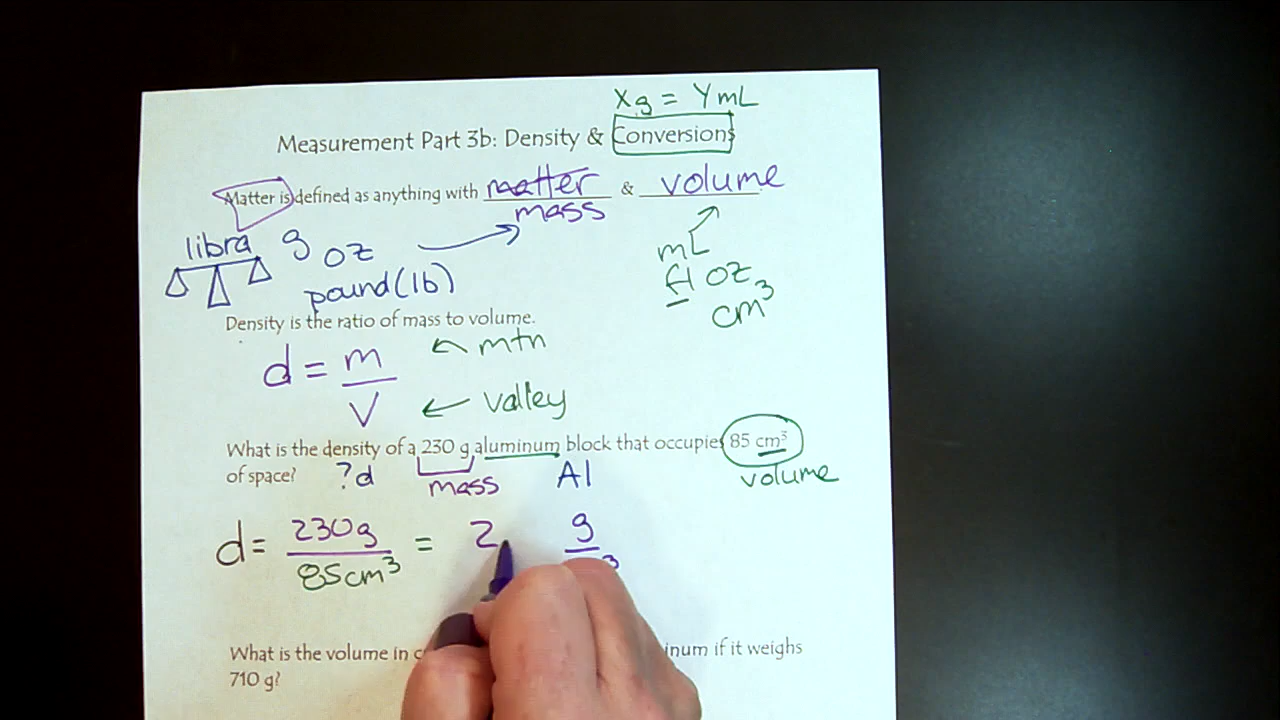 Xg = YmL
Measurement Part 3b: Density & Conversions
Matter is defined as anything with matter & volume
mass
libra g oz
mL
pound (lb)
fl oz
cm³
Density is the ratio of mass to volume.
d = m
V
← mtn
← valley
What is the density of a 230 g aluminum block that occupies 85 cm³
of space? ?d mass Al volume
d = 230g = 2. g
85cm³ ³
What is the volume in if it weighs
710 g?